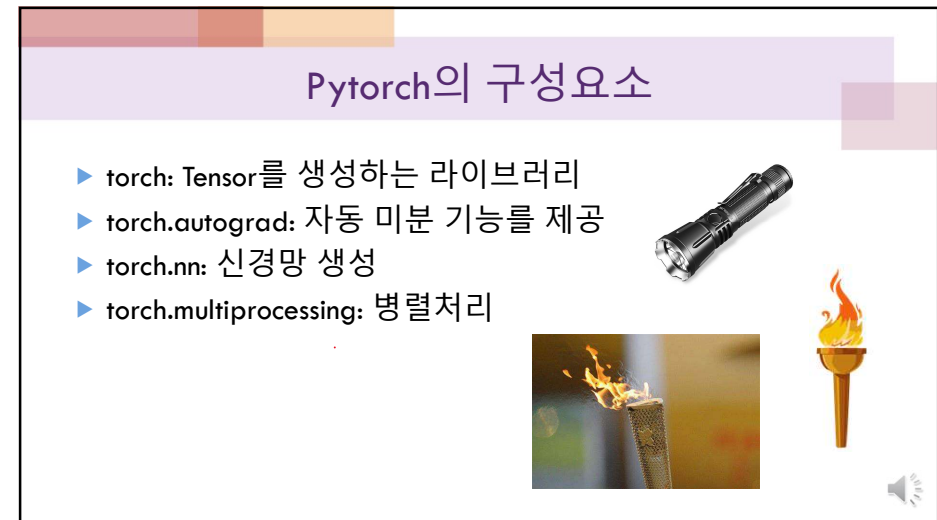 Pytorch의 구성요소
▶ torch: Tensor를 생성하는 라이브러리
▶ torch.autograd: 자동 미분 기능를 제공
▶ torch.nn: 신경망 생성
▶ torch.multiprocessing: 병렬처리